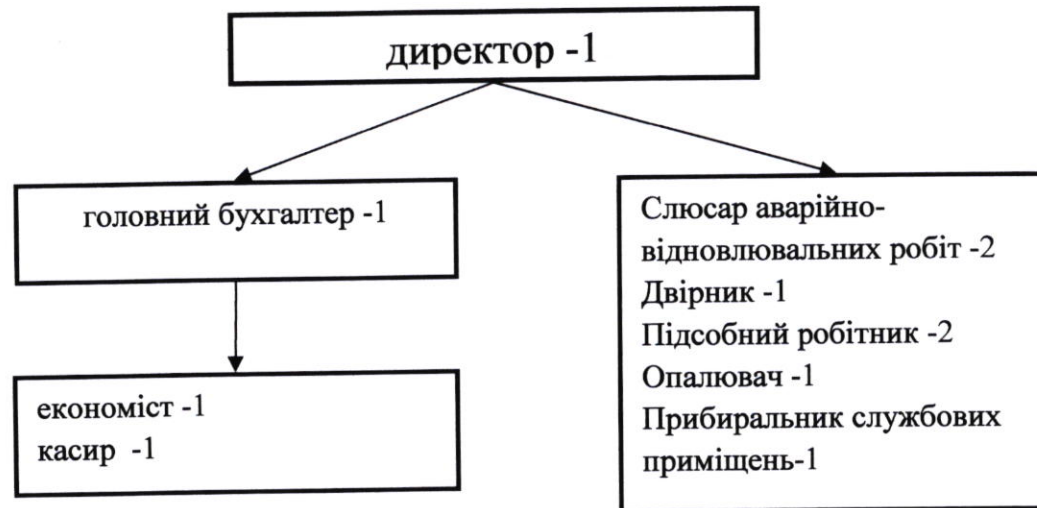 директор -1
головний бухгалтер -1
економіст -1
касир -1
Слюсар аварійно-
відновлювальних робіт -2
Двірник -1
Підсобний робітник -2
Опалювач -1
Прибиральник службових
приміщень-1